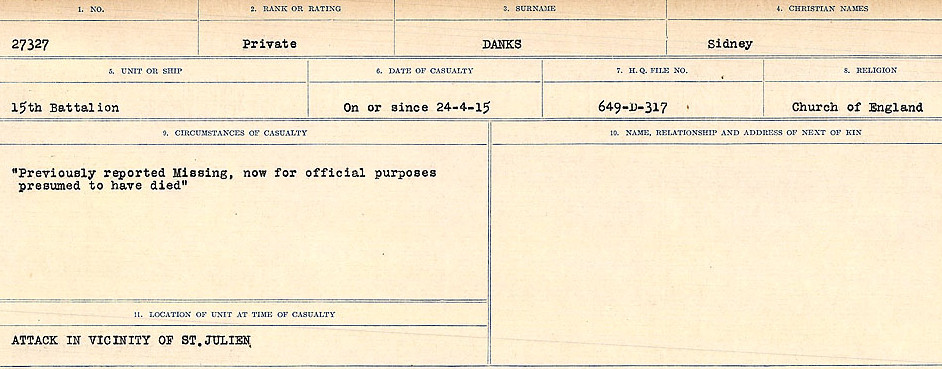 1. NO.
2. RANK OR RATING
3. SURNAME
4. CHRISTIAN NAMES
27327
Private
DANKS
Sidney
5. UNIT OR SHIP
6. DATE OF CASUALTY
7. H. Q. FILE NO.
8. RELIGION
15th Battalion
On or since 24-4-15
649-D-317
Church of England
9. CIRCUMSTANCES OF CASUALTY
10. NAME, RELATIONSHIP AND ADDRESS OF NEXT OF KIN
"Previously reported Missing, now for official purposes
presumed to have died"
11. LOCATION OF UNIT AT TIME OF CASUALTY
ATTACK IN VICINITY OF ST.JULIEN